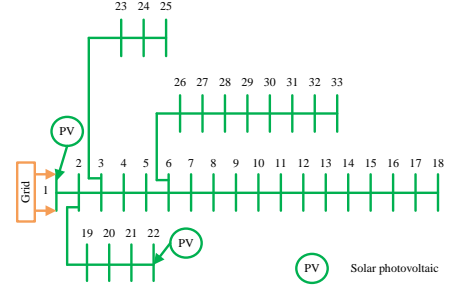 23 24 25
26 27 28 29 30 31 32 33
PV
2 3 4 5 6 7 8 9 10 11 12 13 14 15 16 17 18
Grid 1
19 20 21 22
PV
PV Solar photovoltaic